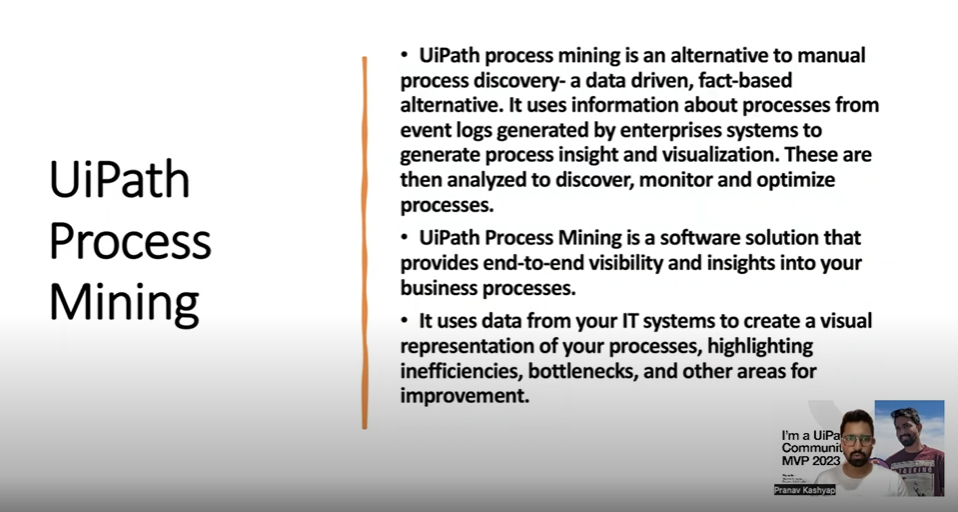 UiPath
Process
Mining
• UiPath process mining is an alternative to manual
process discovery- a data driven, fact-based
alternative. It uses information about processes from
event logs generated by enterprises systems to
generate process insight and visualization. These are
then analyzed to discover, monitor and optimize
processes.
• UiPath Process Mining is a software solution that
provides end-to-end visibility and insights into your
business processes.
• It uses data from your IT systems to create a visual
representation of your processes, highlighting
inefficiencies, bottlenecks, and other areas for
improvement.
I'm a UiPa
Communit
MVP 2023
Pranav Kashyap